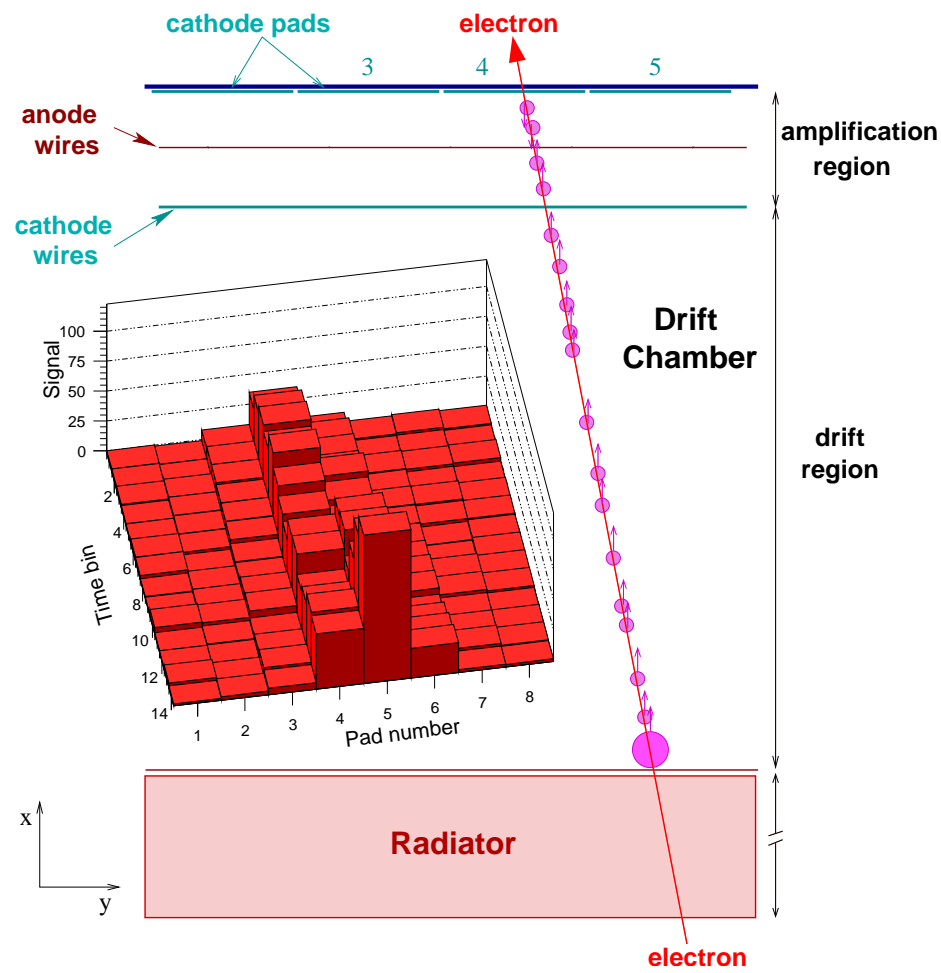 cathode pads
electron
3
4
5
anode
wires
amplification
region
cathode
wires
Drift
Chamber
drift
region
Signal
100
75
50
25
0
2
4
6
8
10
12
14
Time bin
1
2
3
4
5
6
7
8
Pad number
x
y
Radiator
electron